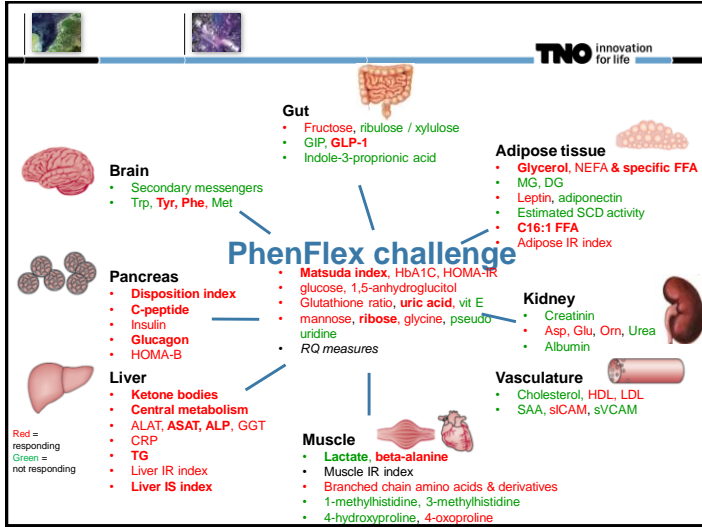 TNO innovation
for life
Gut
• Fructose, ribulose / xylulose
• GIP, GLP-1
• Indole-3-proprionic acid
Adipose tissue
• Glycerol, NEFA & specific FFA
• MG, DG
• Leptin, adiponectin
• Estimated SCD activity
• C16:1 FFA
• Adipose IR index
Brain
• Secondary messengers
• Trp, Tyr, Phe, Met
PhenFlex challenge
• Matsuda index, HbA1C, HOMA-IR
• glucose, 1,5-anhydroglucitol
• Glutathione ratio, uric acid, vit E
• mannose, ribose, glycine, pseudo
uridine
• RQ measures
Pancreas
• Disposition index
• C-peptide
• Insulin
• Glucagon
• HOMA-B
Kidney
• Creatinin
• Asp, Glu, Orn, Urea
• Albumin
Liver
• Ketone bodies
• Central metabolism
• ALAT, ASAT, ALP, GGT
• CRP
• TG
• Liver IR index
• Liver IS index
Vasculature
• Cholesterol, HDL, LDL
• SAA, sICAM, sVCAM
Red =
responding
Green =
not responding
Muscle
• Lactate, beta-alanine
• Muscle IR index
• Branched chain amino acids & derivatives
• 1-methylhistidine, 3-methylhistidine
• 4-hydroxyproline, 4-oxoproline